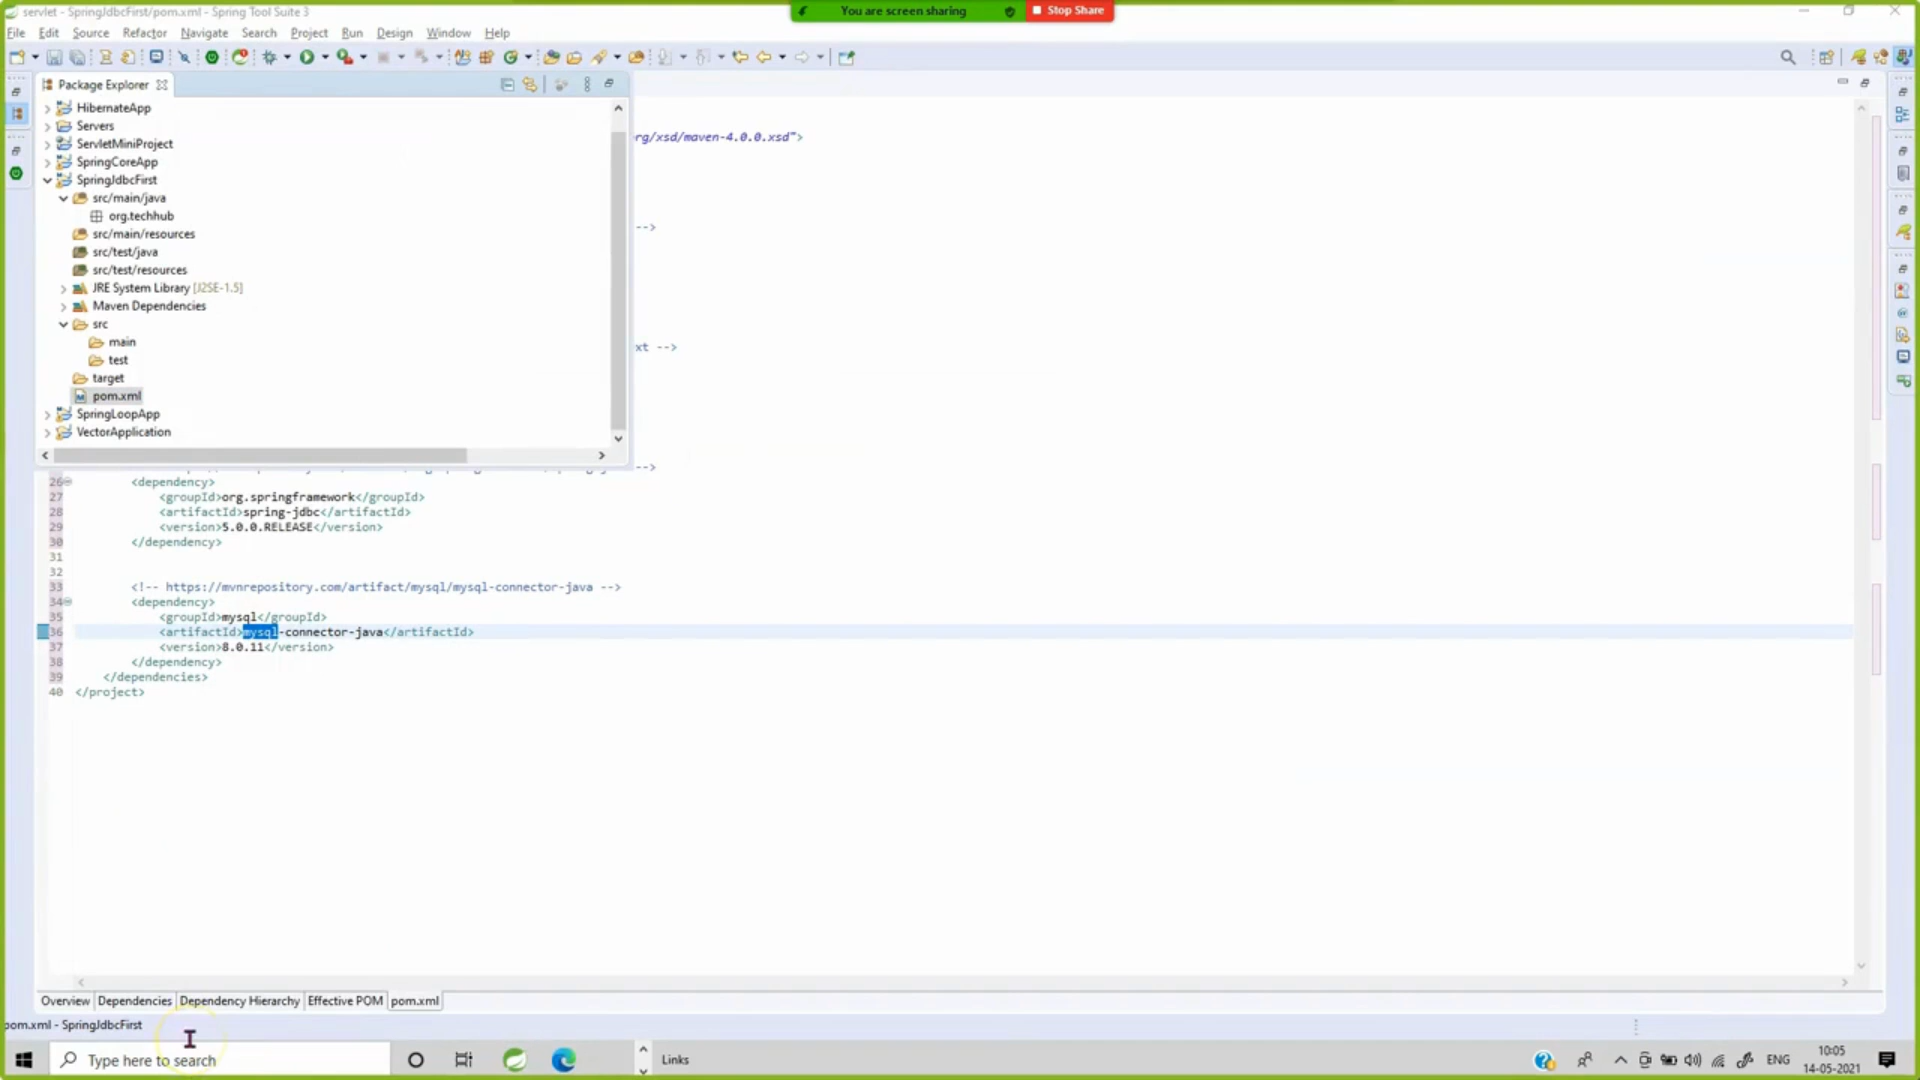 servlet - SpringJdbcFirst/pom.xml - Spring Tool Suite 3
You are screen sharing
Stop Share
File Edit Source Refactor Navigate Search Project Run Design Window Help
Package Explorer
HibernateApp
Servers
ServletMiniProject
SpringCoreApp
SpringJdbcFirst
src/main/java
org.techhub
src/main/resources
src/test/java
src/test/resources
JRE System Library [J2SE-1.5]
Maven Dependencies
src
main
test
target
pom.xml
SpringLoopApp
VectorApplication
rg/xsd/maven-4.0.0.xsd">
-->
xt -->
-->
26 <dependency>
27 <groupId>org.springframework</groupId>
28 <artifactId>spring-jdbc</artifactId>
29 <version>5.0.0.RELEASE</version>
30 </dependency>
31
32
33 <!-- https://mvnrepository.com/artifact/mysql/mysql-connector-java -->
34 <dependency>
35 <groupId>mysql</groupId>
36 <artifactId>mysql-connector-java</artifactId>
37 <version>8.0.11</version>
38 </dependency>
39 </dependencies>
40 </project>
Overview Dependencies Dependency Hierarchy Effective POM pom.xml
pom.xml - SpringJdbcFirst
Type here to search
Links
ENG
10:05
14-05-2021